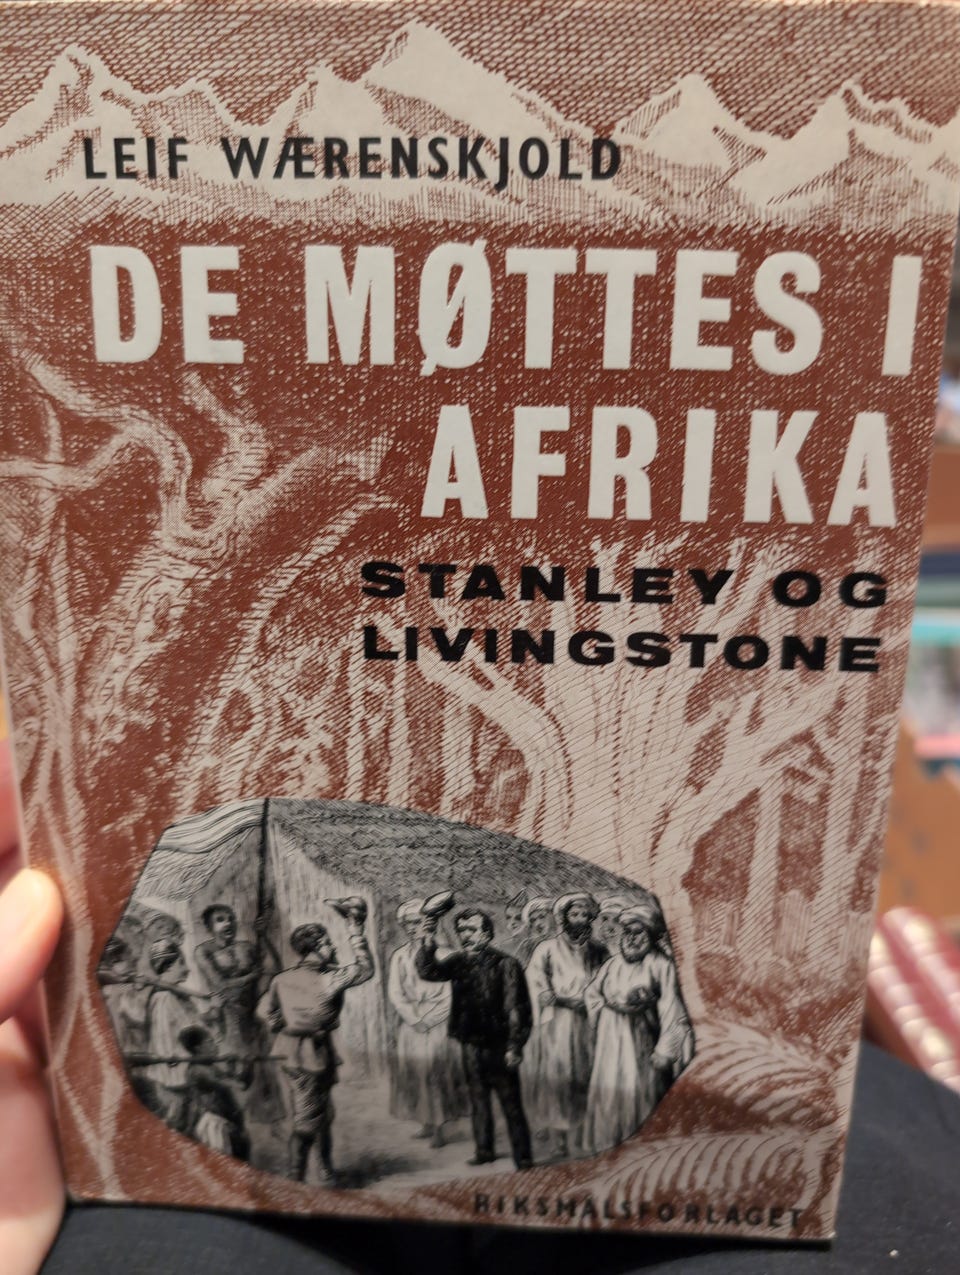 LEIF WÆRENSKJOLD
DE MØTTES I
AFRIKA
STANLEY OG
LIVINGSTONE
RIKSMÅLSFORLAGET